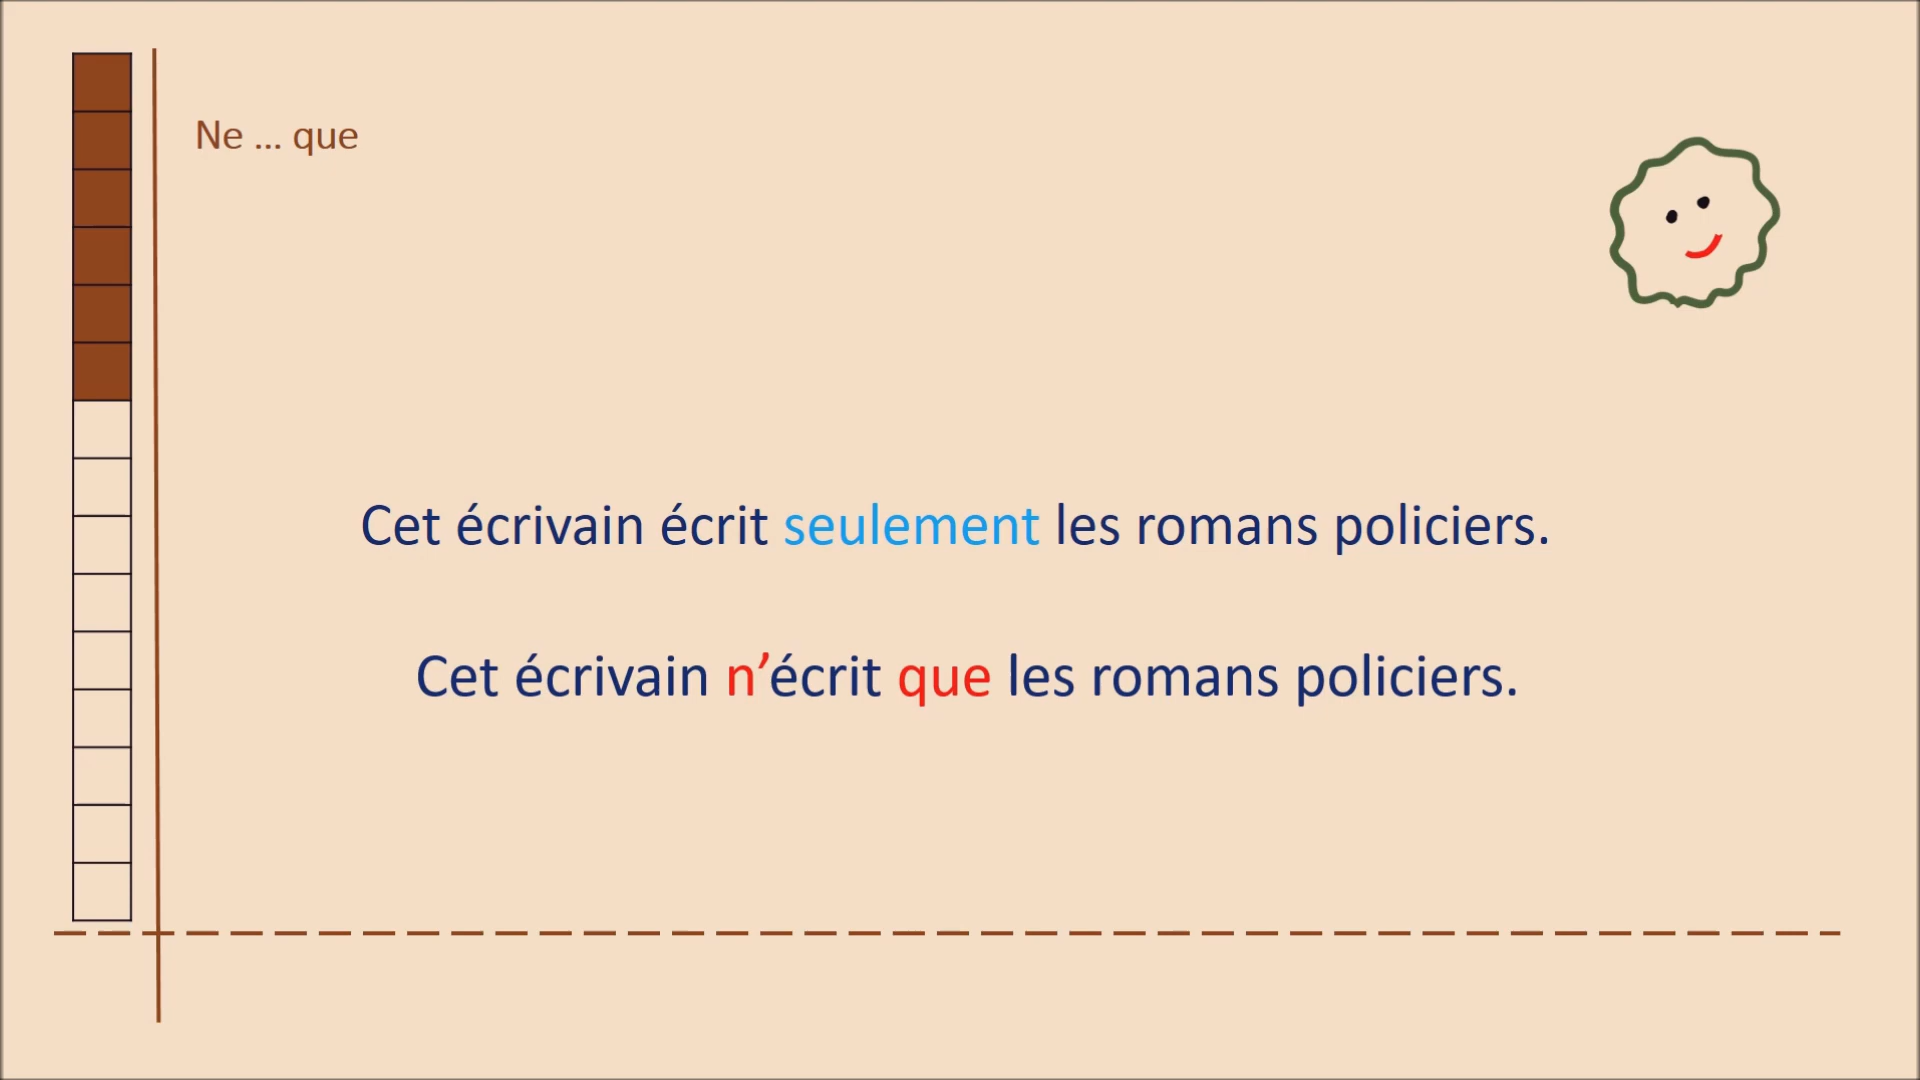 Ne ... que
Cet écrivain écrit seulement les romans policiers.
Cet écrivain n’écrit que les romans policiers.